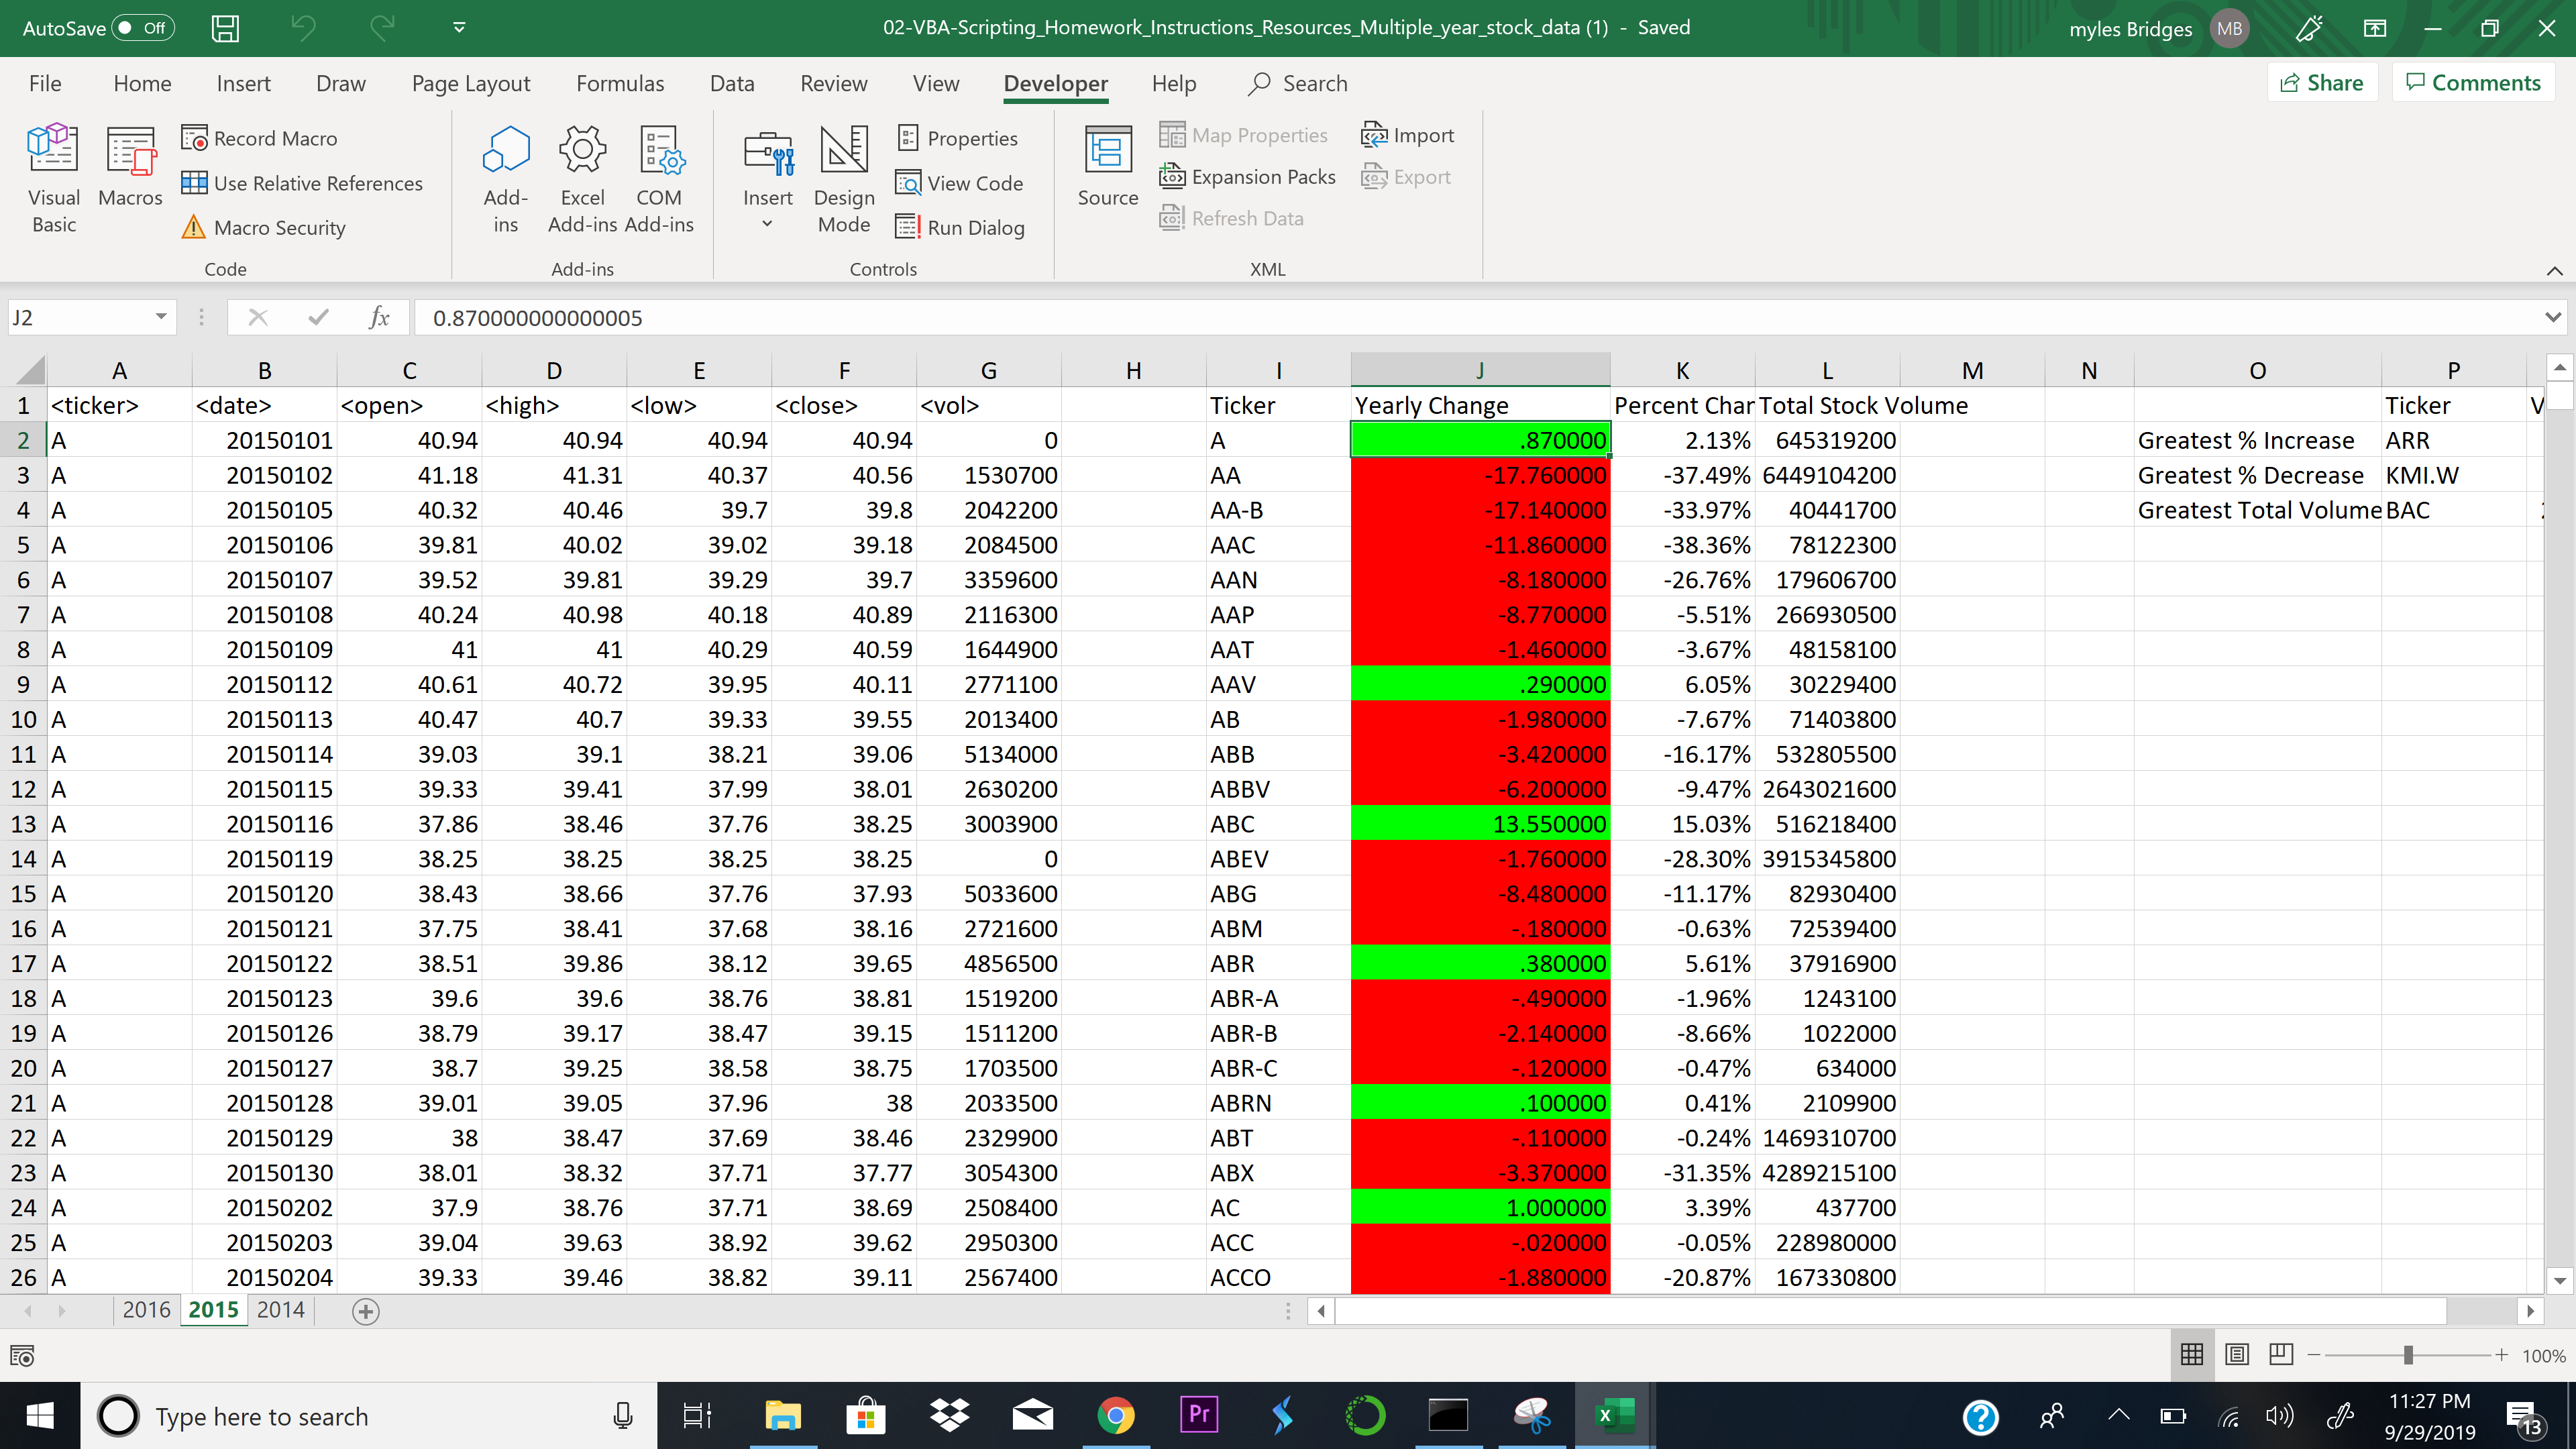 AutoSave Off 02-VBA-Scripting_Homework_Instructions_Resources_Multiple_year_stock_data (1) - Saved myles Bridges MB
File Home Insert Draw Page Layout Formulas Data Review View Developer Help Search Share Comments
Visual Basic Macros Record Macro Use Relative References Macro Security Code
Add-ins Excel Add-ins COM Add-ins Add-ins
Insert Design Mode Properties View Code Run Dialog Controls
Source Map Properties Expansion Packs Refresh Data Import Export XML
J2 fx 0.870000000000005
A B C D E F G H I J K L M N O P
1 <ticker> <date> <open> <high> <low> <close> <vol> Ticker Yearly Change Percent Char Total Stock Volume Ticker V
2 A 20150101 40.94 40.94 40.94 40.94 0 A .870000 2.13% 645319200 Greatest % Increase ARR
3 A 20150102 41.18 41.31 40.37 40.56 1530700 AA -17.760000 -37.49% 6449104200 Greatest % Decrease KMI.W
4 A 20150105 40.32 40.46 39.7 39.8 2042200 AA-B -17.140000 -33.97% 40441700 Greatest Total Volume BAC
5 A 20150106 39.81 40.02 39.02 39.18 2084500 AAC -11.860000 -38.36% 78122300
6 A 20150107 39.52 39.81 39.29 39.7 3359600 AAN -8.180000 -26.76% 179606700
7 A 20150108 40.24 40.98 40.18 40.89 2116300 AAP -8.770000 -5.51% 266930500
8 A 20150109 41 41 40.29 40.59 1644900 AAT -1.460000 -3.67% 48158100
9 A 20150112 40.61 40.72 39.95 40.11 2771100 AAV .290000 6.05% 30229400
10 A 20150113 40.47 40.7 39.33 39.55 2013400 AB -1.980000 -7.67% 71403800
11 A 20150114 39.03 39.1 38.21 39.06 5134000 ABB -3.420000 -16.17% 532805500
12 A 20150115 39.33 39.41 37.99 38.01 2630200 ABBV -6.200000 -9.47% 2643021600
13 A 20150116 37.86 38.46 37.76 38.25 3003900 ABC 13.550000 15.03% 516218400
14 A 20150119 38.25 38.25 38.25 38.25 0 ABEV -1.760000 -28.30% 3915345800
15 A 20150120 38.43 38.66 37.76 37.93 5033600 ABG -8.480000 -11.17% 82930400
16 A 20150121 37.75 38.41 37.68 38.16 2721600 ABM -.180000 -0.63% 72539400
17 A 20150122 38.51 39.86 38.12 39.65 4856500 ABR .380000 5.61% 37916900
18 A 20150123 39.6 39.6 38.76 38.81 1519200 ABR-A -.490000 -1.96% 1243100
19 A 20150126 38.79 39.17 38.47 39.15 1511200 ABR-B -2.140000 -8.66% 1022000
20 A 20150127 38.7 39.25 38.58 38.75 1703500 ABR-C -.120000 -0.47% 634000
21 A 20150128 39.01 39.05 37.96 38 2033500 ABRN .100000 0.41% 2109900
22 A 20150129 38 38.47 37.69 38.46 2329900 ABT -.110000 -0.24% 1469310700
23 A 20150130 38.01 38.32 37.71 37.77 3054300 ABX -3.370000 -31.35% 4289215100
24 A 20150202 37.9 38.76 37.71 38.69 2508400 AC 1.000000 3.39% 437700
25 A 20150203 39.04 39.63 38.92 39.62 2950300 ACC -.020000 -0.05% 228980000
26 A 20150204 39.33 39.46 38.82 39.11 2567400 ACCO -1.880000 -20.87% 167330800
2016 2015 2014
100%
Type here to search Pr X 11:27 PM
9/29/2019 13